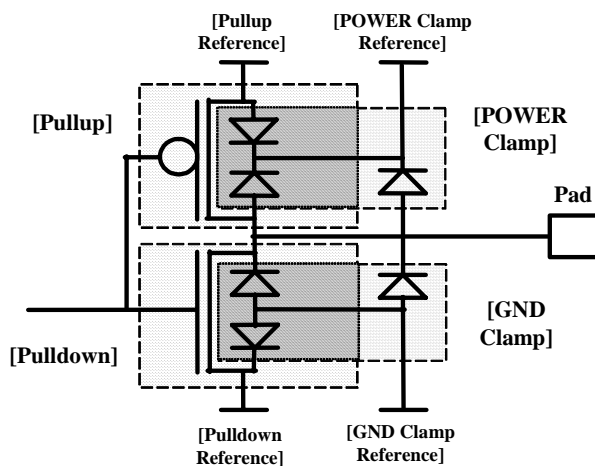 [Pullup
Reference]
[POWER Clamp
Reference]
[Pullup]
[POWER
Clamp]
Pad
[Pulldown]
[GND
Clamp]
[Pulldown
Reference]
[GND Clamp
Reference]